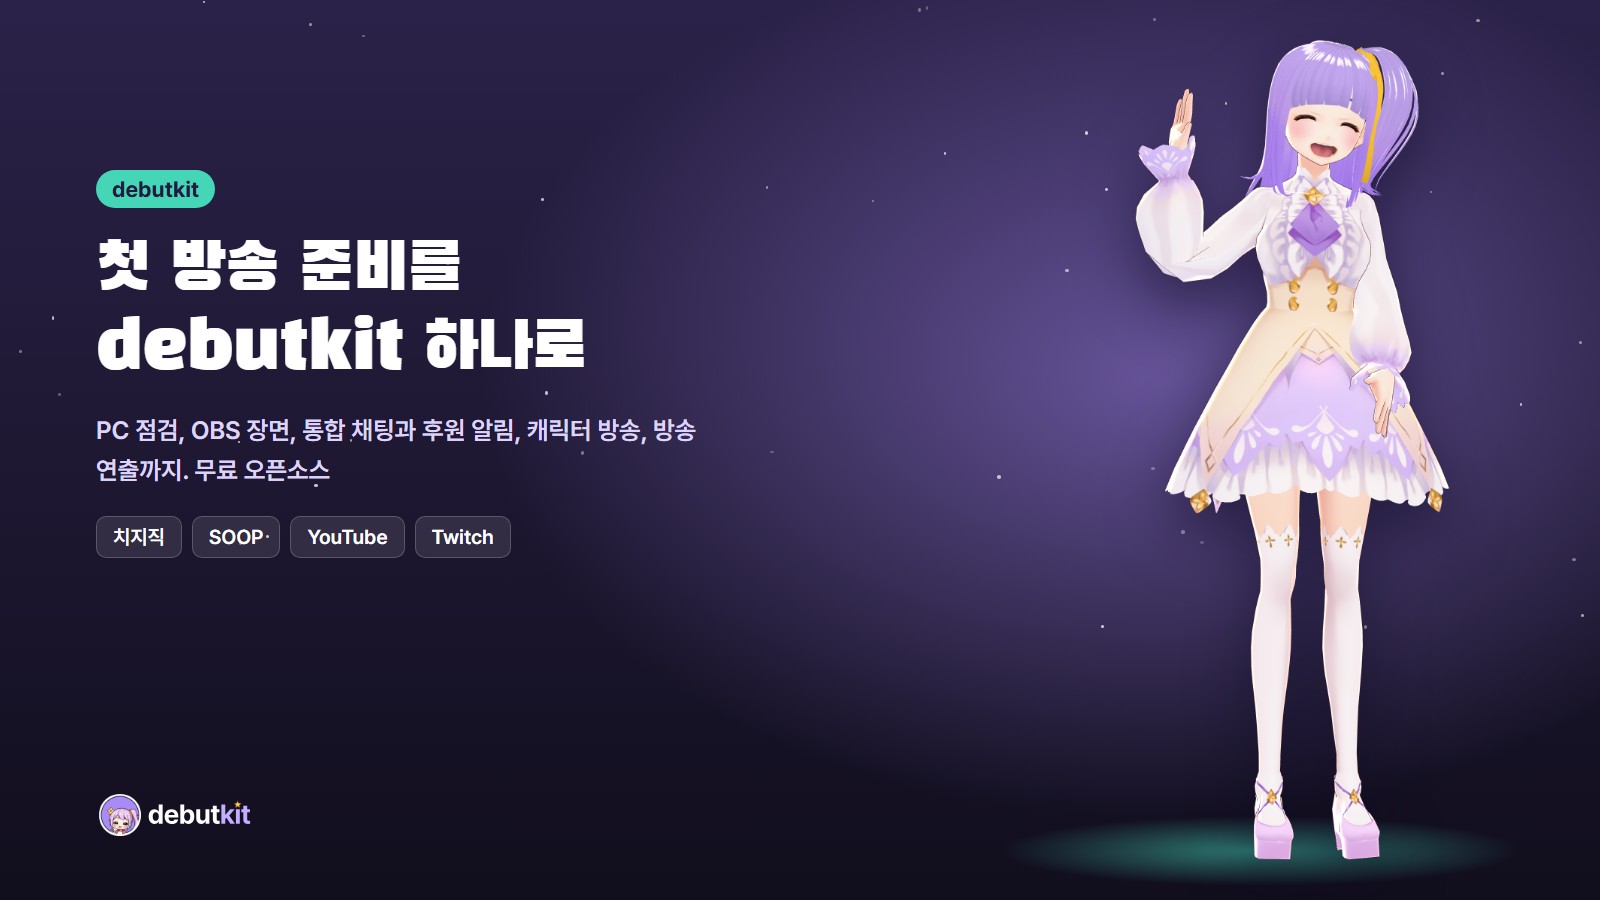 debutkit
첫 방송 준비를
debutkit 하나로
PC 점검, OBS 장면, 통합 채팅과 후원 알림, 캐릭터 방송, 방송
연출까지. 무료 오픈소스
치지직
SOOP
YouTube
Twitch
debutkit